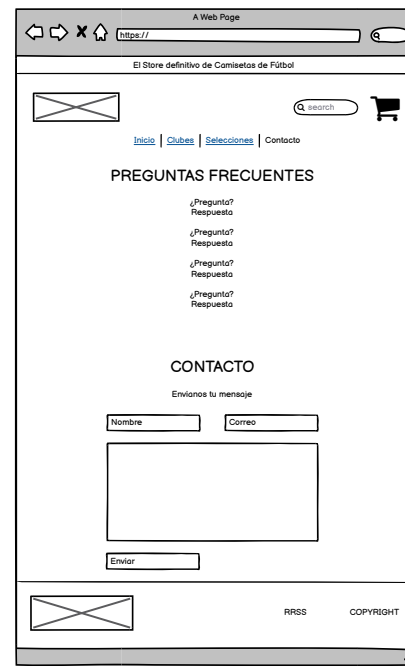 A Web Page
https://
El Store definitivo de Camisetas de Fútbol
search
Inicio | Clubes | Selecciones | Contacto
PREGUNTAS FRECUENTES
¿Pregunta?
Respuesta
¿Pregunta?
Respuesta
¿Pregunta?
Respuesta
¿Pregunta?
Respuesta
CONTACTO
Envianos tu mensaje
Nombre Correo
Enviar
RRSS COPYRIGHT